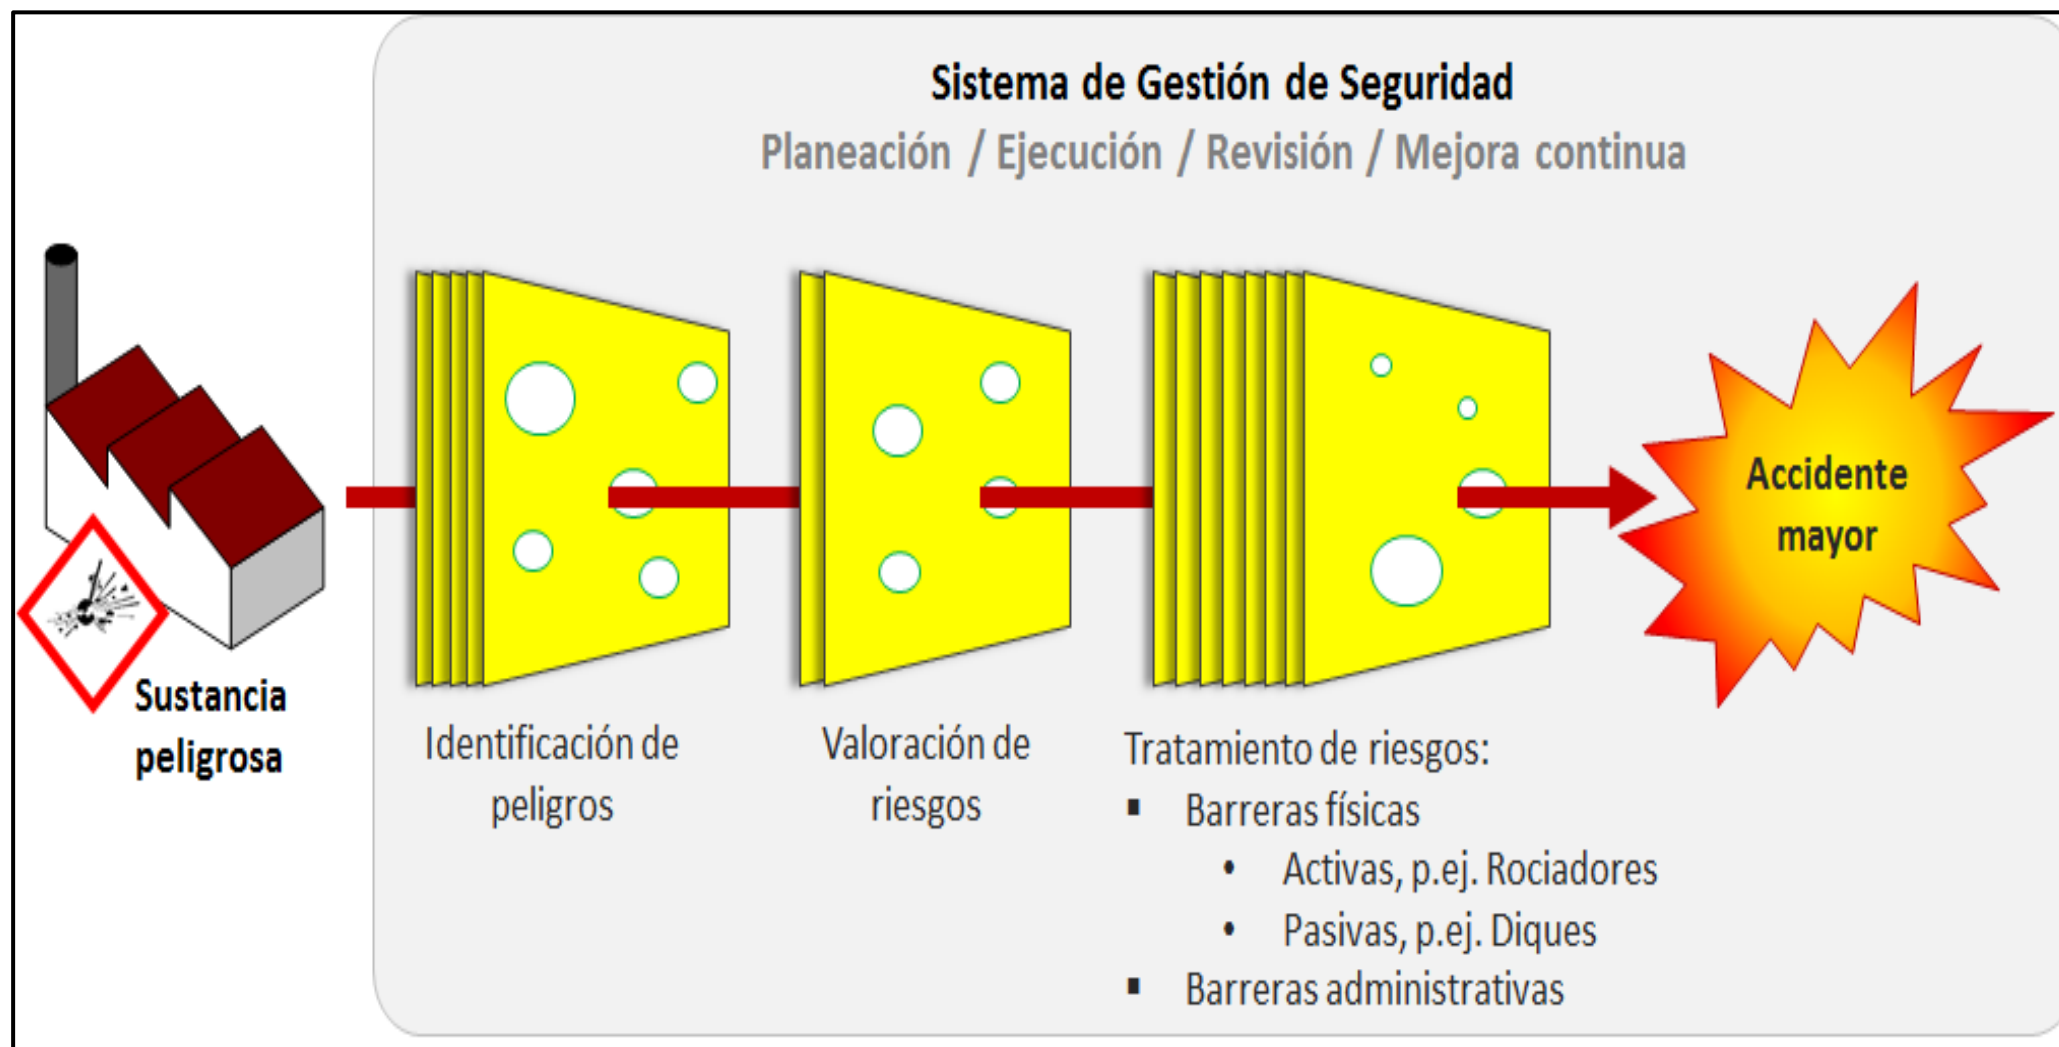 Sistema de Gestión de Seguridad
Planeación / Ejecución / Revisión / Mejora continua
Sustancia
peligrosa
Identificación de
peligros
Valoración de
riesgos
Tratamiento de riesgos:
▪ Barreras físicas
• Activas, p.ej. Rociadores
• Pasivas, p.ej. Diques
▪ Barreras administrativas
Accidente
mayor